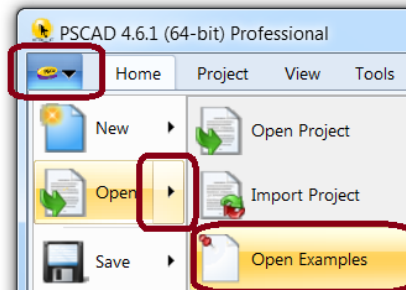 PSCAD 4.6.1 (64-bit) Professional
Home Project View Tools
New
Open Project
Open
Import Project
Save
Open Examples